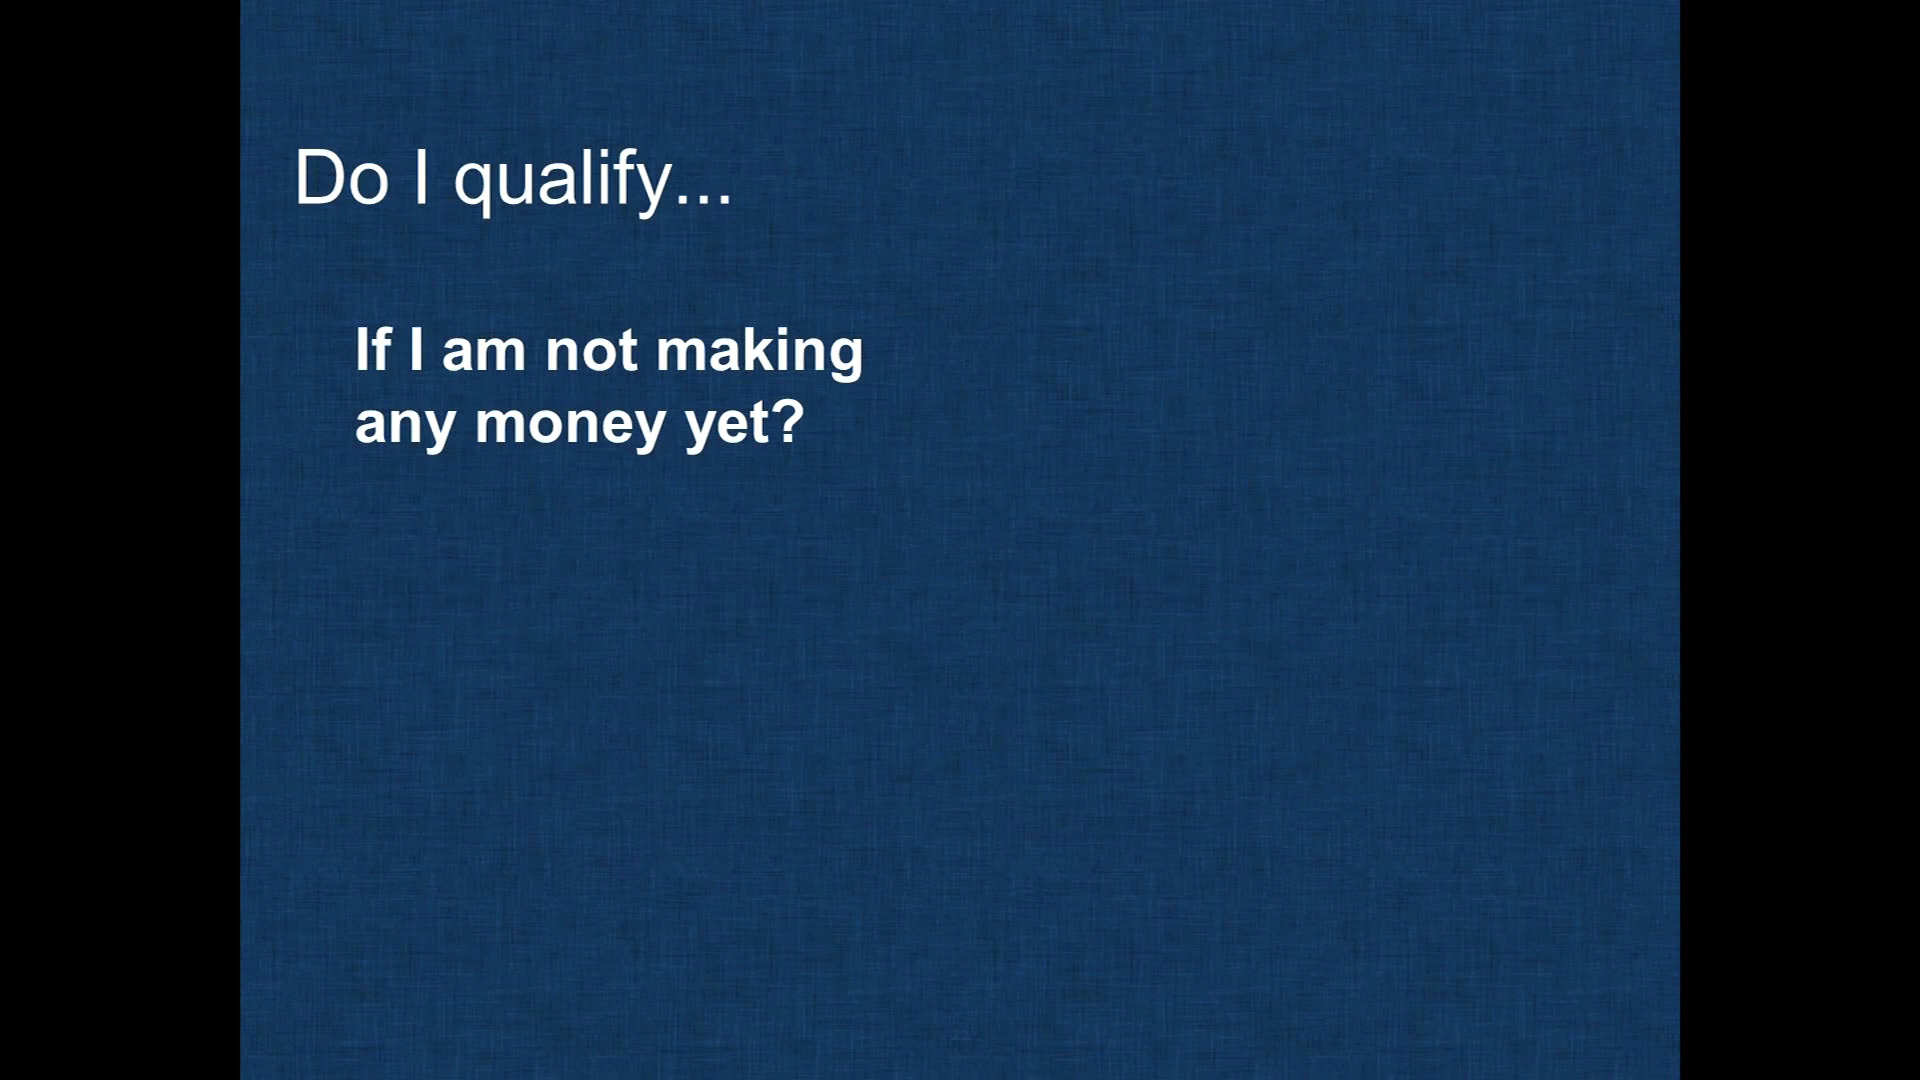 Do I qualify...
If I am not making
any money yet?